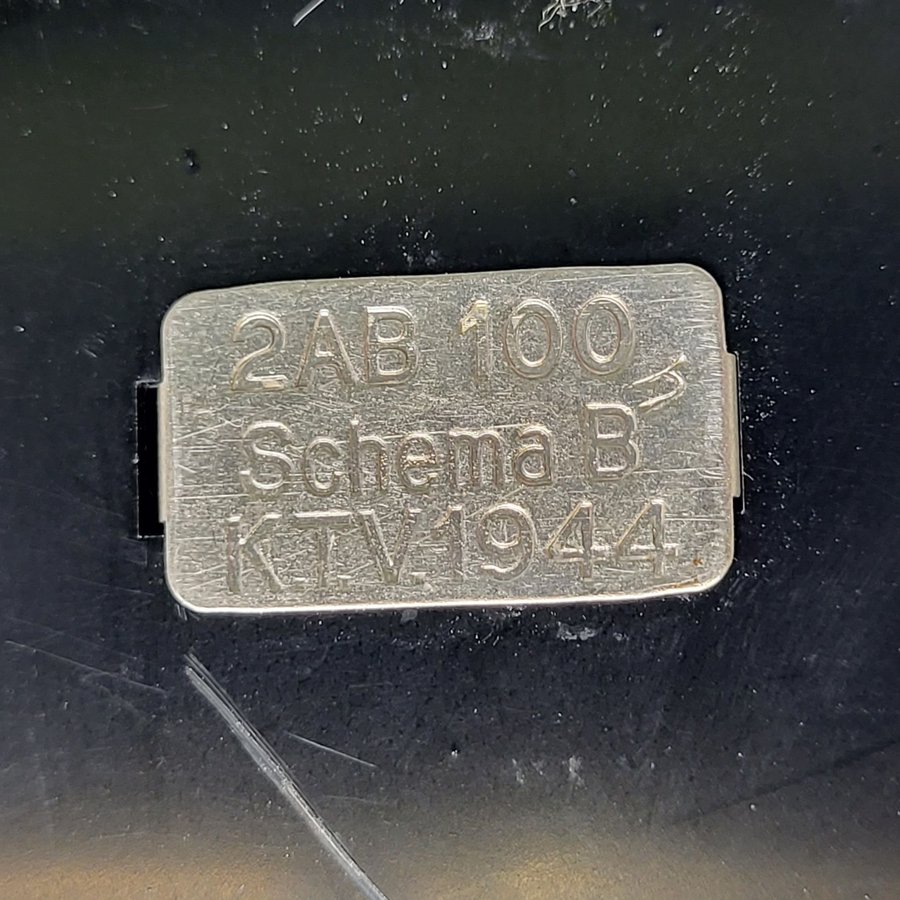 2AB 100
Schema B
K.T.V.1944